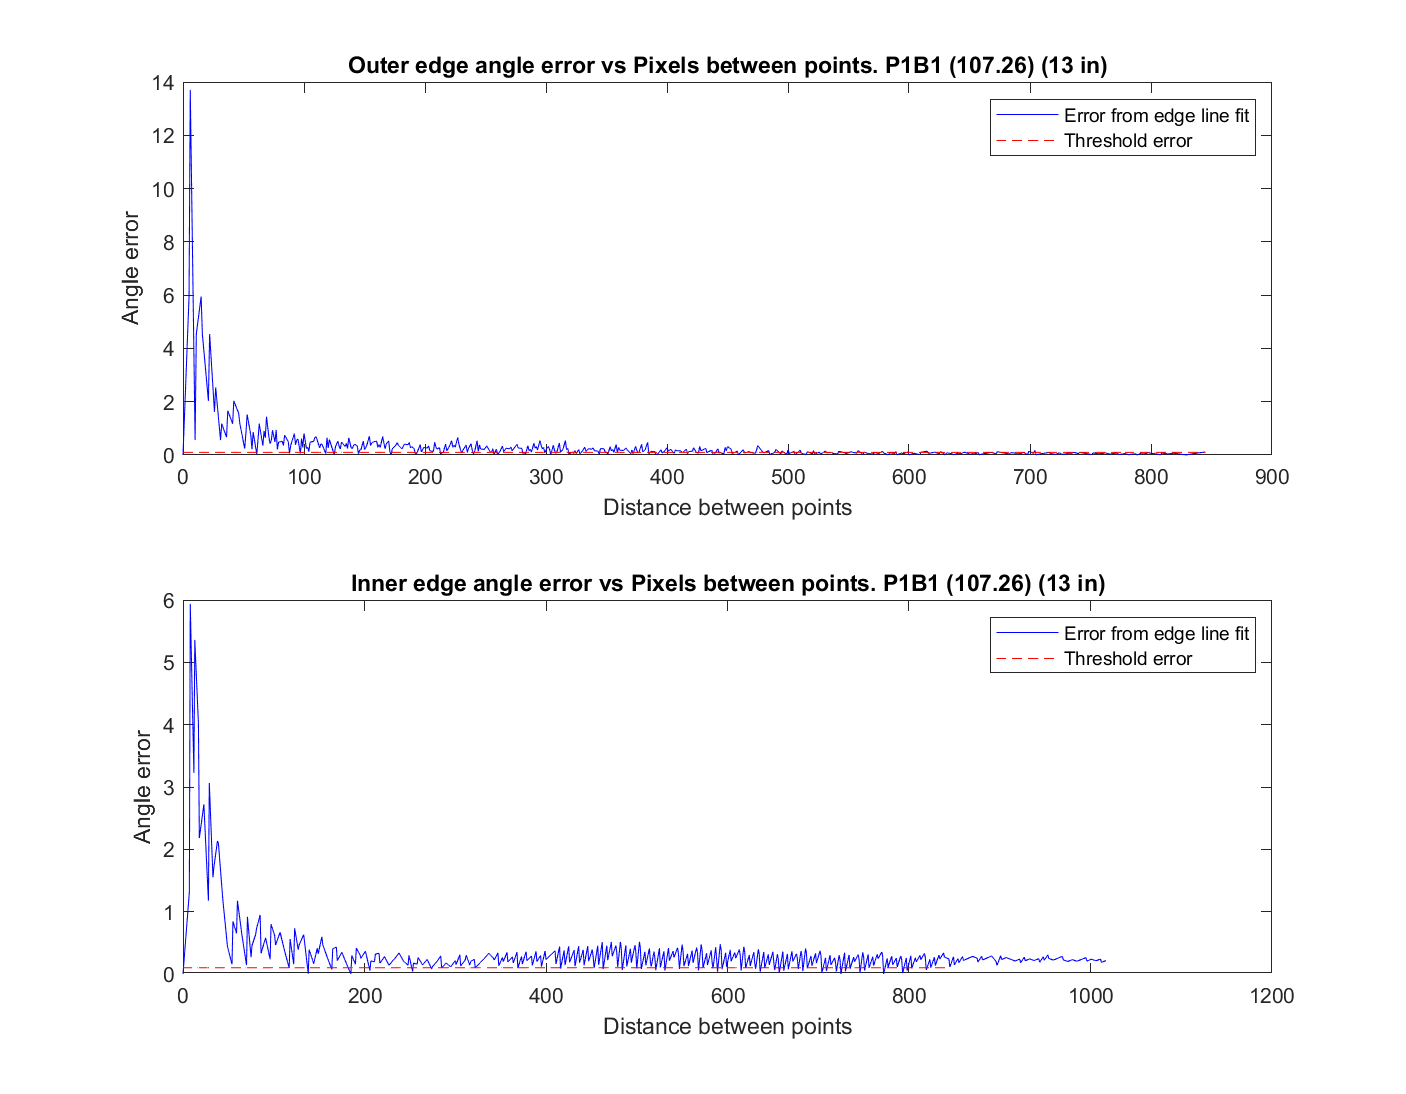 Outer edge angle error vs Pixels between points. P1B1 (107.26) (13 in)
14
12
10
8
6
4
2
0
Angle error
Error from edge line fit
Threshold error
0 100 200 300 400 500 600 700 800 900
Distance between points
Inner edge angle error vs Pixels between points. P1B1 (107.26) (13 in)
6
5
4
3
2
1
0
Angle error
Error from edge line fit
Threshold error
0 200 400 600 800 1000 1200
Distance between points